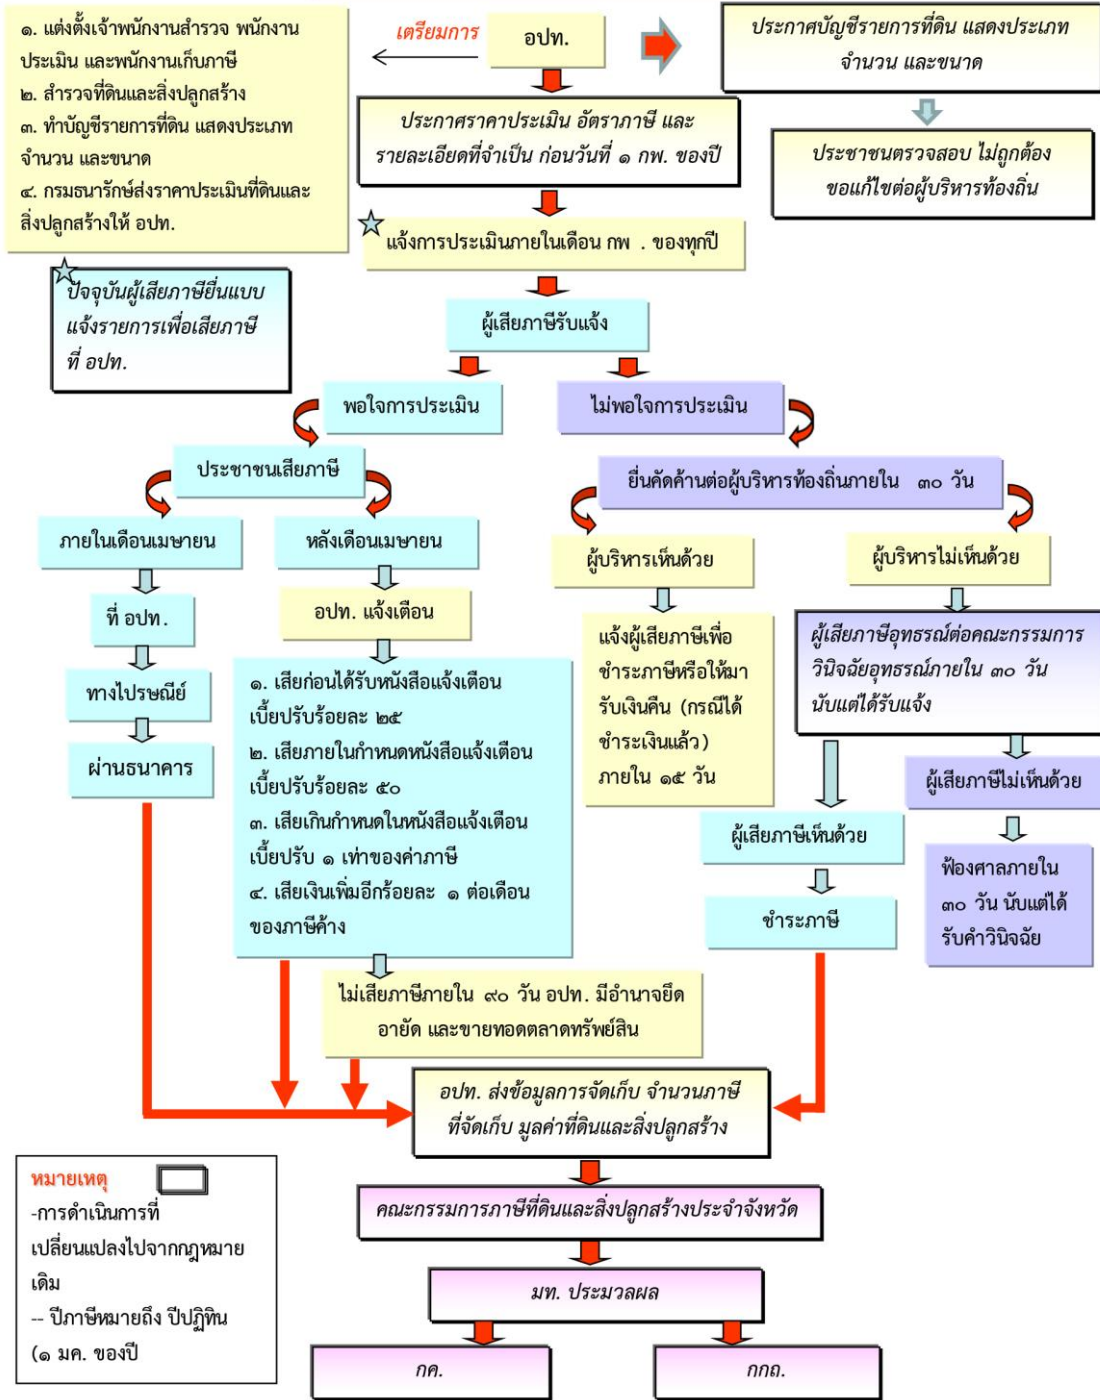 ๑. แต่งตั้งเจ้าพนักงานสำรวจ พนักงาน
ประเมิน และพนักงานเก็บภาษี
๒. สำรวจที่ดินและสิ่งปลูกสร้าง
๓. ทำบัญชีรายการที่ดิน แสดงประเภท
จำนวน และขนาด
๔. กรมธนารักษ์ส่งราคาประเมินที่ดินและ
สิ่งปลูกสร้างให้ อปท.
เตรียมการ
อปท.
ประกาศบัญชีรายการที่ดิน แสดงประเภท
จำนวน และขนาด
ประชาชนตรวจสอบ ไม่ถูกต้อง
ขอแก้ไขต่อผู้บริหารท้องถิ่น
ประกาศราคาประเมิน อัตราภาษี และ
รายละเอียดที่จำเป็น ก่อนวันที่ ๑ กพ. ของปี
แจ้งการประเมินภายในเดือน กพ . ของทุกปี
ปัจจุบันผู้เสียภาษียื่นแบบ
แจ้งรายการเพื่อเสียภาษี
ที่ อปท.
ผู้เสียภาษีรับแจ้ง
พอใจการประเมิน
ไม่พอใจการประเมิน
ประชาชนเสียภาษี
ยื่นคัดค้านต่อผู้บริหารท้องถิ่นภายใน ๓๐ วัน
ภายในเดือนเมษายน
หลังเดือนเมษายน
ผู้บริหารเห็นด้วย
ผู้บริหารไม่เห็นด้วย
ที่ อปท.
ทางไปรษณีย์
ผ่านธนาคาร
อปท. แจ้งเตือน
๑. เสียก่อนได้รับหนังสือแจ้งเตือน
เบี้ยปรับร้อยละ ๒๕
๒. เสียภายในกำหนดหนังสือแจ้งเตือน
เบี้ยปรับร้อยละ ๕๐
๓. เสียเกินกำหนดในหนังสือแจ้งเตือน
เบี้ยปรับ ๑ เท่าของค่าภาษี
๔. เสียเงินเพิ่มอีกร้อยละ ๑ ต่อเดือน
ของภาษีค้าง
แจ้งผู้เสียภาษีเพื่อ
ชำระภาษีหรือให้มา
รับเงินคืน (กรณีได้
ชำระเงินแล้ว)
ภายใน ๑๕ วัน
ผู้เสียภาษีอุทธรณ์ต่อคณะกรรมการ
วินิจฉัยอุทธรณ์ภายใน ๓๐ วัน
นับแต่ได้รับแจ้ง
ผู้เสียภาษีไม่เห็นด้วย
ผู้เสียภาษีเห็นด้วย
ฟ้องศาลภายใน
๓๐ วัน นับแต่ได้
รับคำวินิจฉัย
ชำระภาษี
ไม่เสียภาษีภายใน ๙๐ วัน อปท. มีอำนาจยึด
อายัด และขายทอดตลาดทรัพย์สิน
อปท. ส่งข้อมูลการจัดเก็บ จำนวนภาษี
ที่จัดเก็บ มูลค่าที่ดินและสิ่งปลูกสร้าง
คณะกรรมการภาษีที่ดินและสิ่งปลูกสร้างประจำจังหวัด
มท. ประมวลผล
กค.
กกถ.
หมายเหตุ
-การดำเนินการที่
เปลี่ยนแปลงไปจากกฎหมาย
เดิม
-- ปีภาษีหมายถึง ปีปฏิทิน
(๑ มค. ของปี